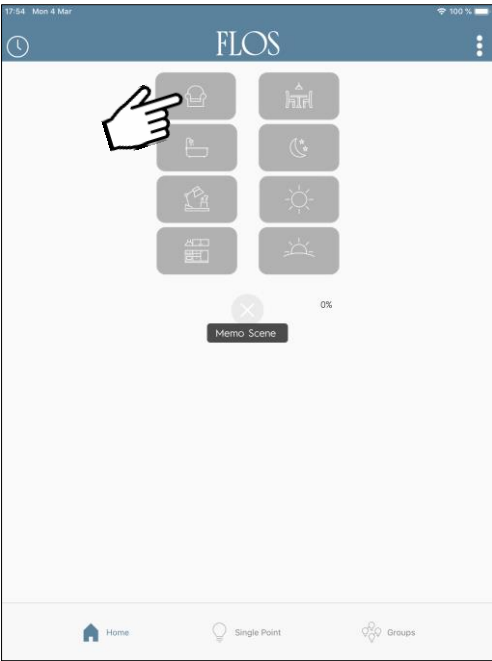 17:54 Mon 4 Mar
100 %
FLOS
0%
Memo Scene
Home
Single Point
Groups